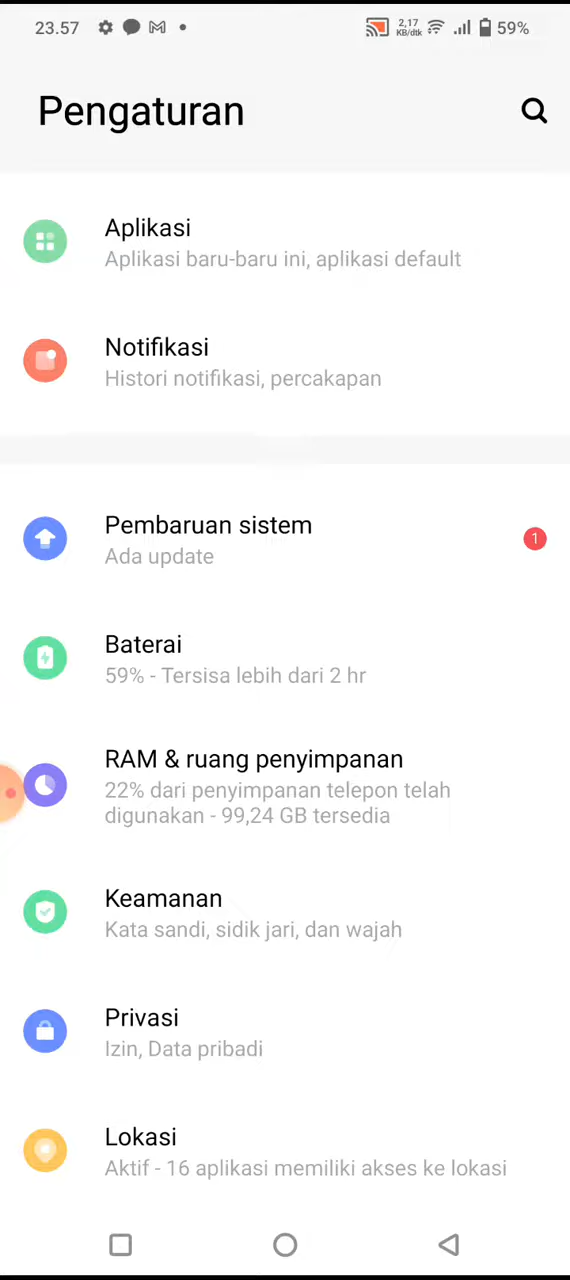 23.57
2,17
KB/dtk
59%
Pengaturan
Aplikasi
Aplikasi baru-baru ini, aplikasi default
Notifikasi
Histori notifikasi, percakapan
Pembaruan sistem
Ada update
1
Baterai
59% - Tersisa lebih dari 2 hr
RAM & ruang penyimpanan
22% dari penyimpanan telepon telah
digunakan - 99,24 GB tersedia
Keamanan
Kata sandi, sidik jari, dan wajah
Privasi
Izin, Data pribadi
Lokasi
Aktif - 16 aplikasi memiliki akses ke lokasi